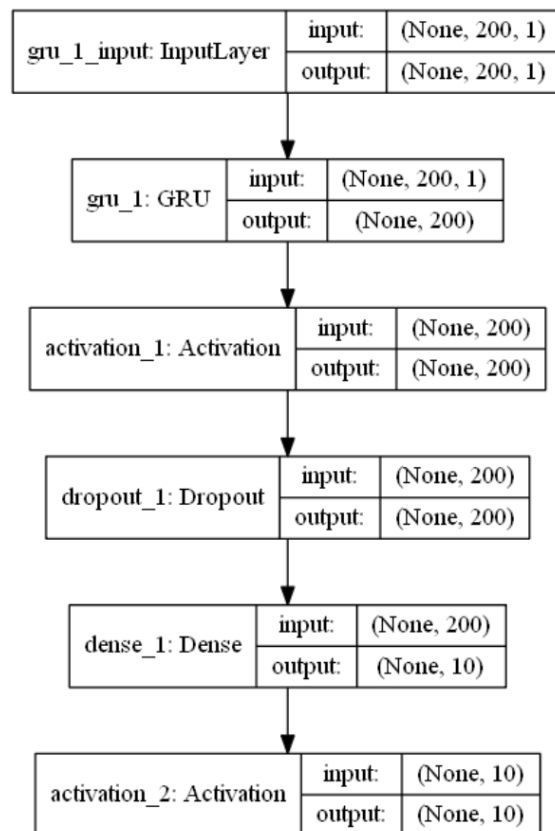 gru_1_input: InputLayer
input: (None, 200, 1)
output: (None, 200, 1)
gru_1: GRU
input: (None, 200, 1)
output: (None, 200)
activation_1: Activation
input: (None, 200)
output: (None, 200)
dropout_1: Dropout
input: (None, 200)
output: (None, 200)
dense_1: Dense
input: (None, 200)
output: (None, 10)
activation_2: Activation
input: (None, 10)
output: (None, 10)